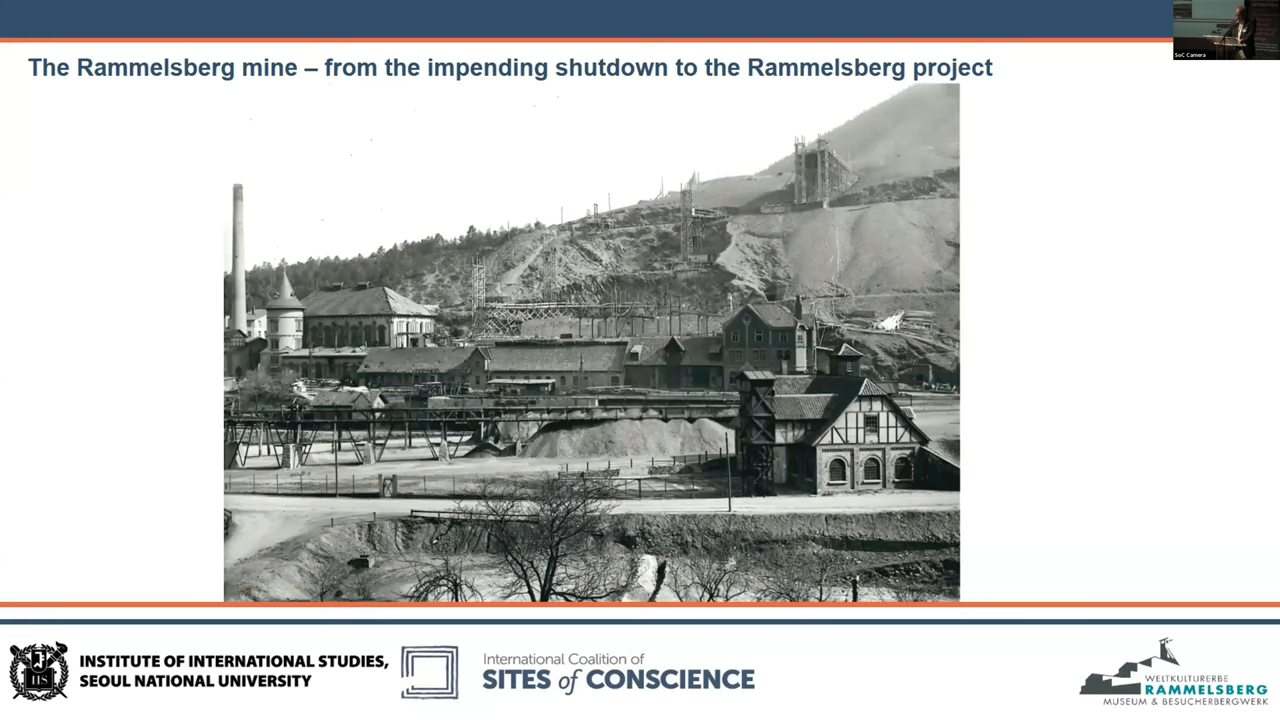 SoC Camera
The Rammelsberg mine – from the impending shutdown to the Rammelsberg project
INSTITUTE OF INTERNATIONAL STUDIES,
SEOUL NATIONAL UNIVERSITY
International Coalition of
SITES of CONSCIENCE
WELTKULTURERBE
RAMMELSBERG
MUSEUM & BESUCHERBERGWERK